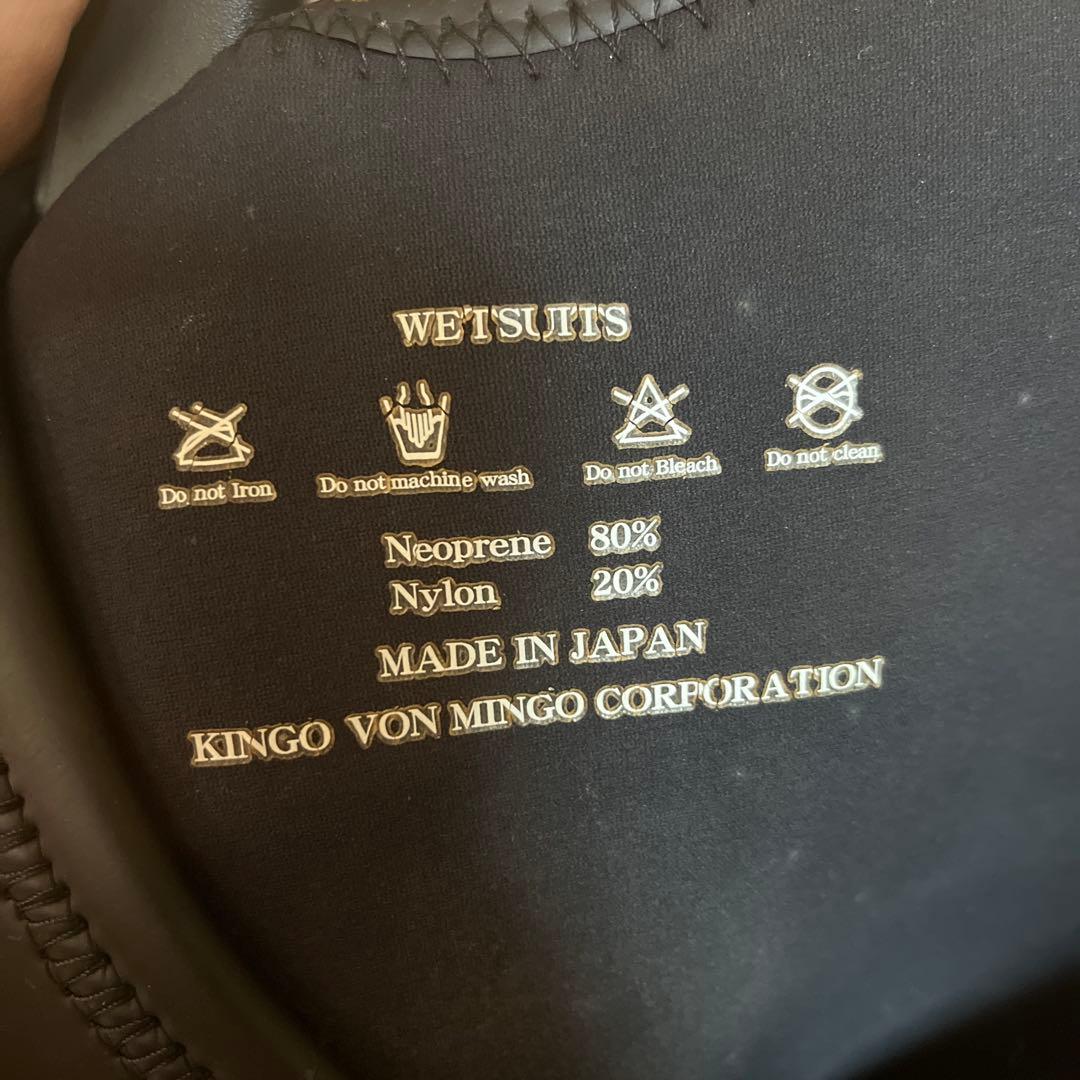 WETSUITS
Do not Iron Do not machine wash Do not Bleach Do not clean
Neoprene 80%
Nylon 20%
MADE IN JAPAN
KINGO VON MINGO CORPORATION